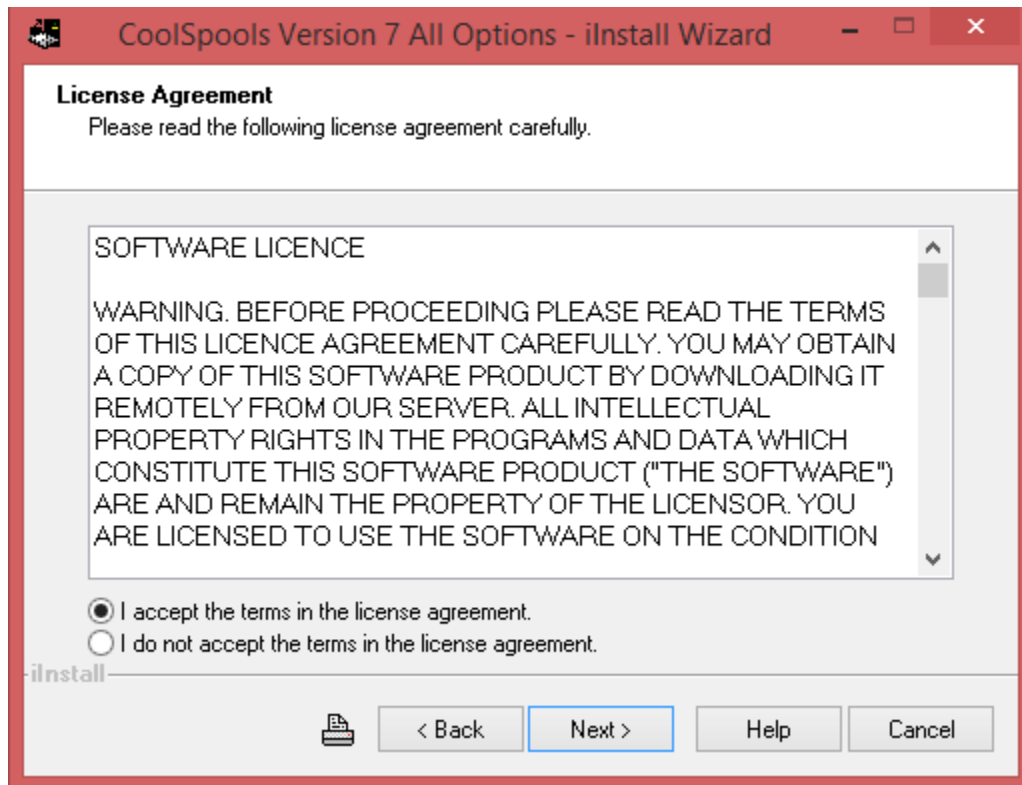 CoolSpools Version 7 All Options - iInstall Wizard
License Agreement
Please read the following license agreement carefully.
SOFTWARE LICENCE
WARNING. BEFORE PROCEEDING PLEASE READ THE TERMS
OF THIS LICENCE AGREEMENT CAREFULLY. YOU MAY OBTAIN
A COPY OF THIS SOFTWARE PRODUCT BY DOWNLOADING IT
REMOTELY FROM OUR SERVER. ALL INTELLECTUAL
PROPERTY RIGHTS IN THE PROGRAMS AND DATA WHICH
CONSTITUTE THIS SOFTWARE PRODUCT ("THE SOFTWARE")
ARE AND REMAIN THE PROPERTY OF THE LICENSOR. YOU
ARE LICENSED TO USE THE SOFTWARE ON THE CONDITION
I accept the terms in the license agreement.
I do not accept the terms in the license agreement.
iInstall
< Back Next > Help Cancel